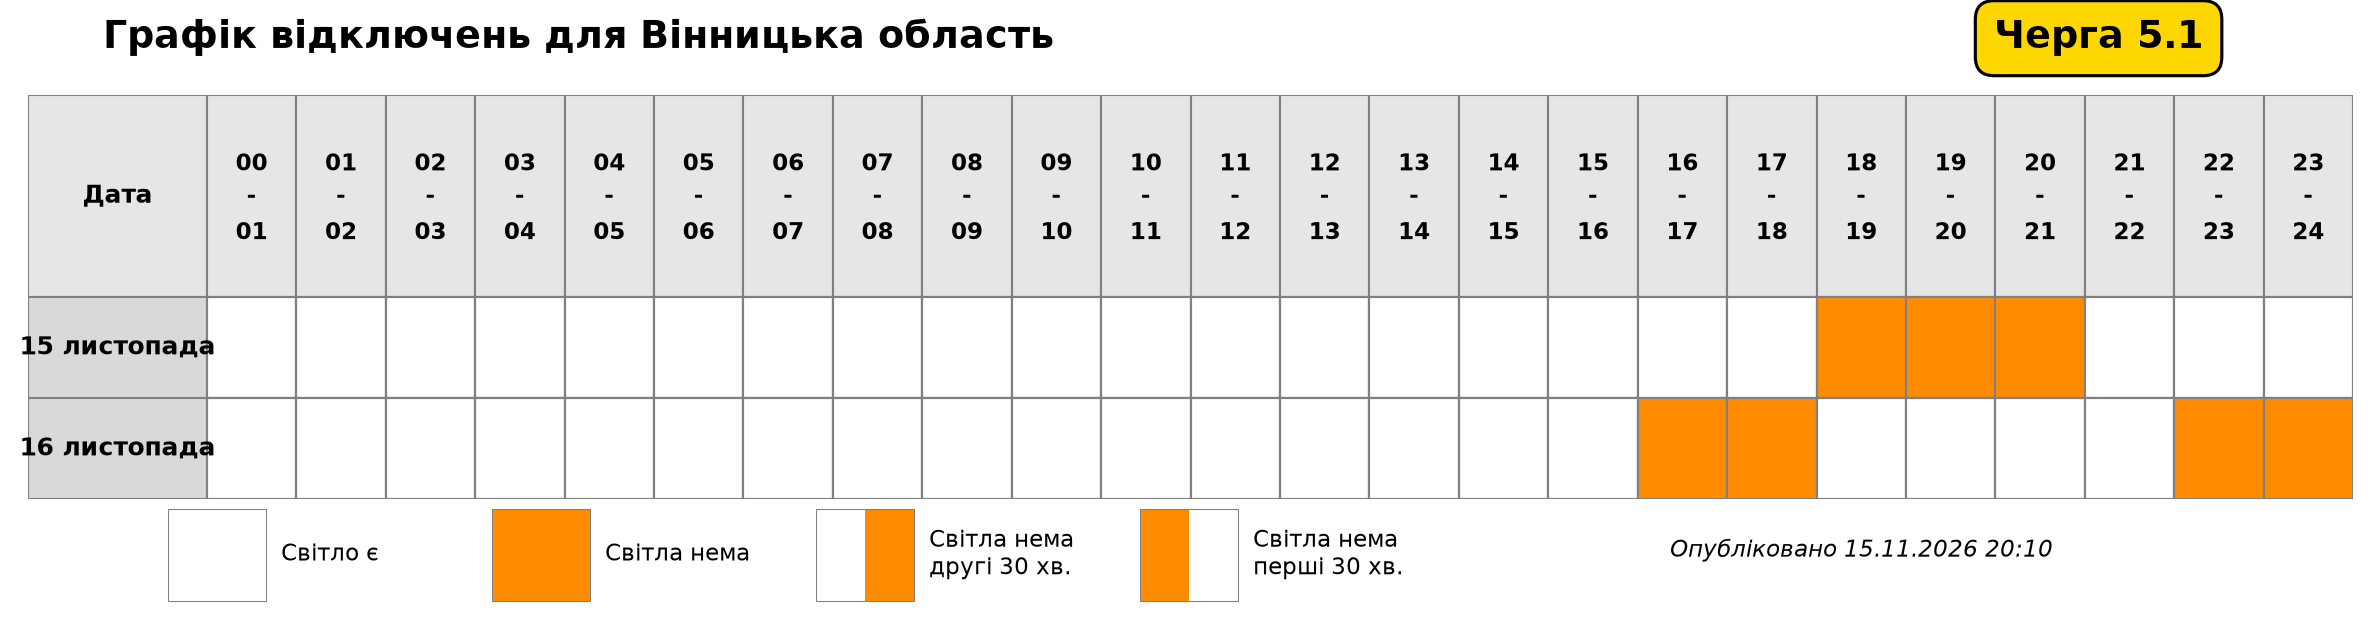 Графік відключень для Вінницька область
Черга 5.1
Дата
00 - 01
01 - 02
02 - 03
03 - 04
04 - 05
05 - 06
06 - 07
07 - 08
08 - 09
09 - 10
10 - 11
11 - 12
12 - 13
13 - 14
14 - 15
15 - 16
16 - 17
17 - 18
18 - 19
19 - 20
20 - 21
21 - 22
22 - 23
23 - 24
15 листопада
16 листопада
Світло є
Світла нема
Світла нема
другі 30 хв.
Світла нема
перші 30 хв.
Опубліковано 15.11.2026 20:10